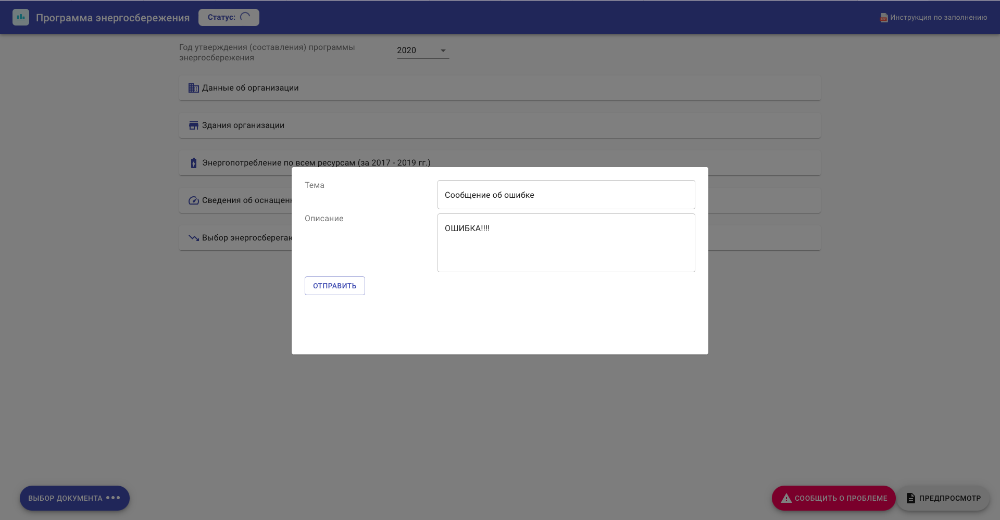 Программа энергосбережения
Статус:
Инструкция по заполнению
Год утверждения (составления) программы
энергосбережения
2020
Данные об организации
Здания организации
Энергопотребление по всем ресурсам (за 2017 - 2019 гг.)
Сведения об
Выбор
Тема
Сообщение об ошибке
Описание
ОШИБКА!!!!
ОТПРАВИТЬ
ВЫБОР ДОКУМЕНТА
СООБЩИТЬ О ПРОБЛЕМЕ
ПРЕДПРОСМОТР